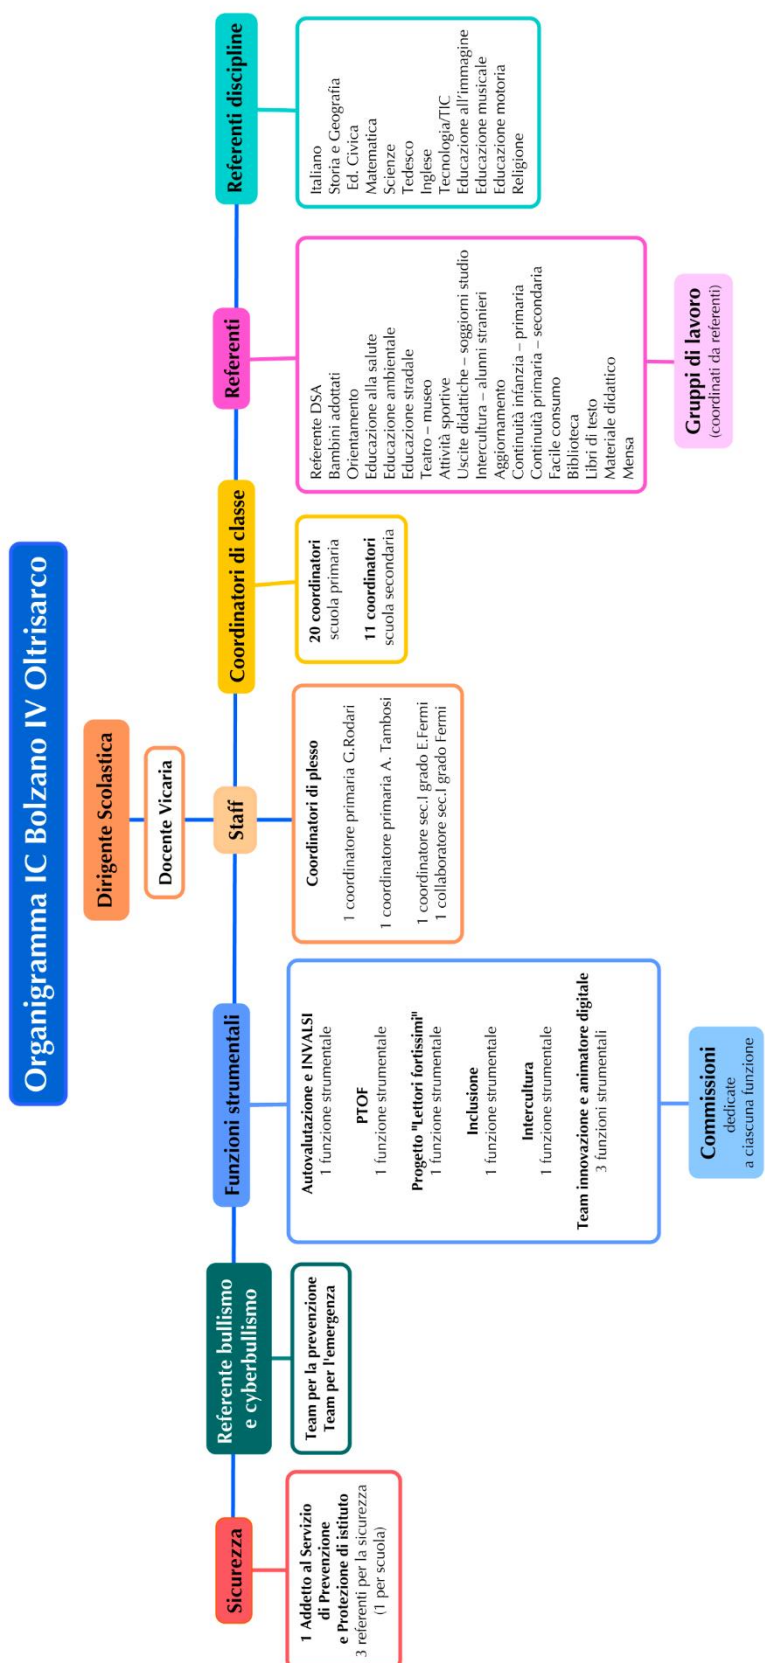 Organigramma IC Bolzano IV Oltrisarco
Dirigente Scolastica
Docente Vicaria
Sicurezza
1 Addetto al Servizio
di Prevenzione
e Protezione di istituto
3 referenti per la sicurezza
(1 per scuola)
Referente bullismo
e cyberbullismo
Team per la prevenzione
Team per l'emergenza
Funzioni strumentali
Autovalutazione e INVALSI
1 funzione strumentale
PTOF
1 funzione strumentale
Progetto "Lettori fortissimi"
1 funzione strumentale
Inclusione
1 funzione strumentale
Intercultura
1 funzione strumentale
Team innovazione e animatore digitale
3 funzioni strumentali
Commissioni
dedicate
a ciascuna funzione
Staff
Coordinatori di plesso
1 coordinatore primaria G.Rodari
1 coordinatore primaria A. Tambosi
1 coordinatore sec.I grado E.Fermi
1 collaboratore sec.I grado Fermi
Coordinatori di classe
20 coordinatori
scuola primaria
11 coordinatori
scuola secondaria
Referenti
Referente DSA
Bambini adottati
Orientamento
Educazione alla salute
Educazione ambientale
Educazione stradale
Teatro – museo
Attività sportive
Uscite didattiche – soggiorni studio
Intercultura – alunni stranieri
Aggiornamento
Continuità infanzia – primaria
Continuità primaria – secondaria
Facile consumo
Biblioteca
Libri di testo
Materiale didattico
Mensa
Gruppi di lavoro
(coordinati da referenti)
Referenti discipline
Italiano
Storia e Geografia
Ed. Civica
Matematica
Scienze
Tedesco
Inglese
Tecnologia/TIC
Educazione all'immagine
Educazione musicale
Educazione motoria
Religione